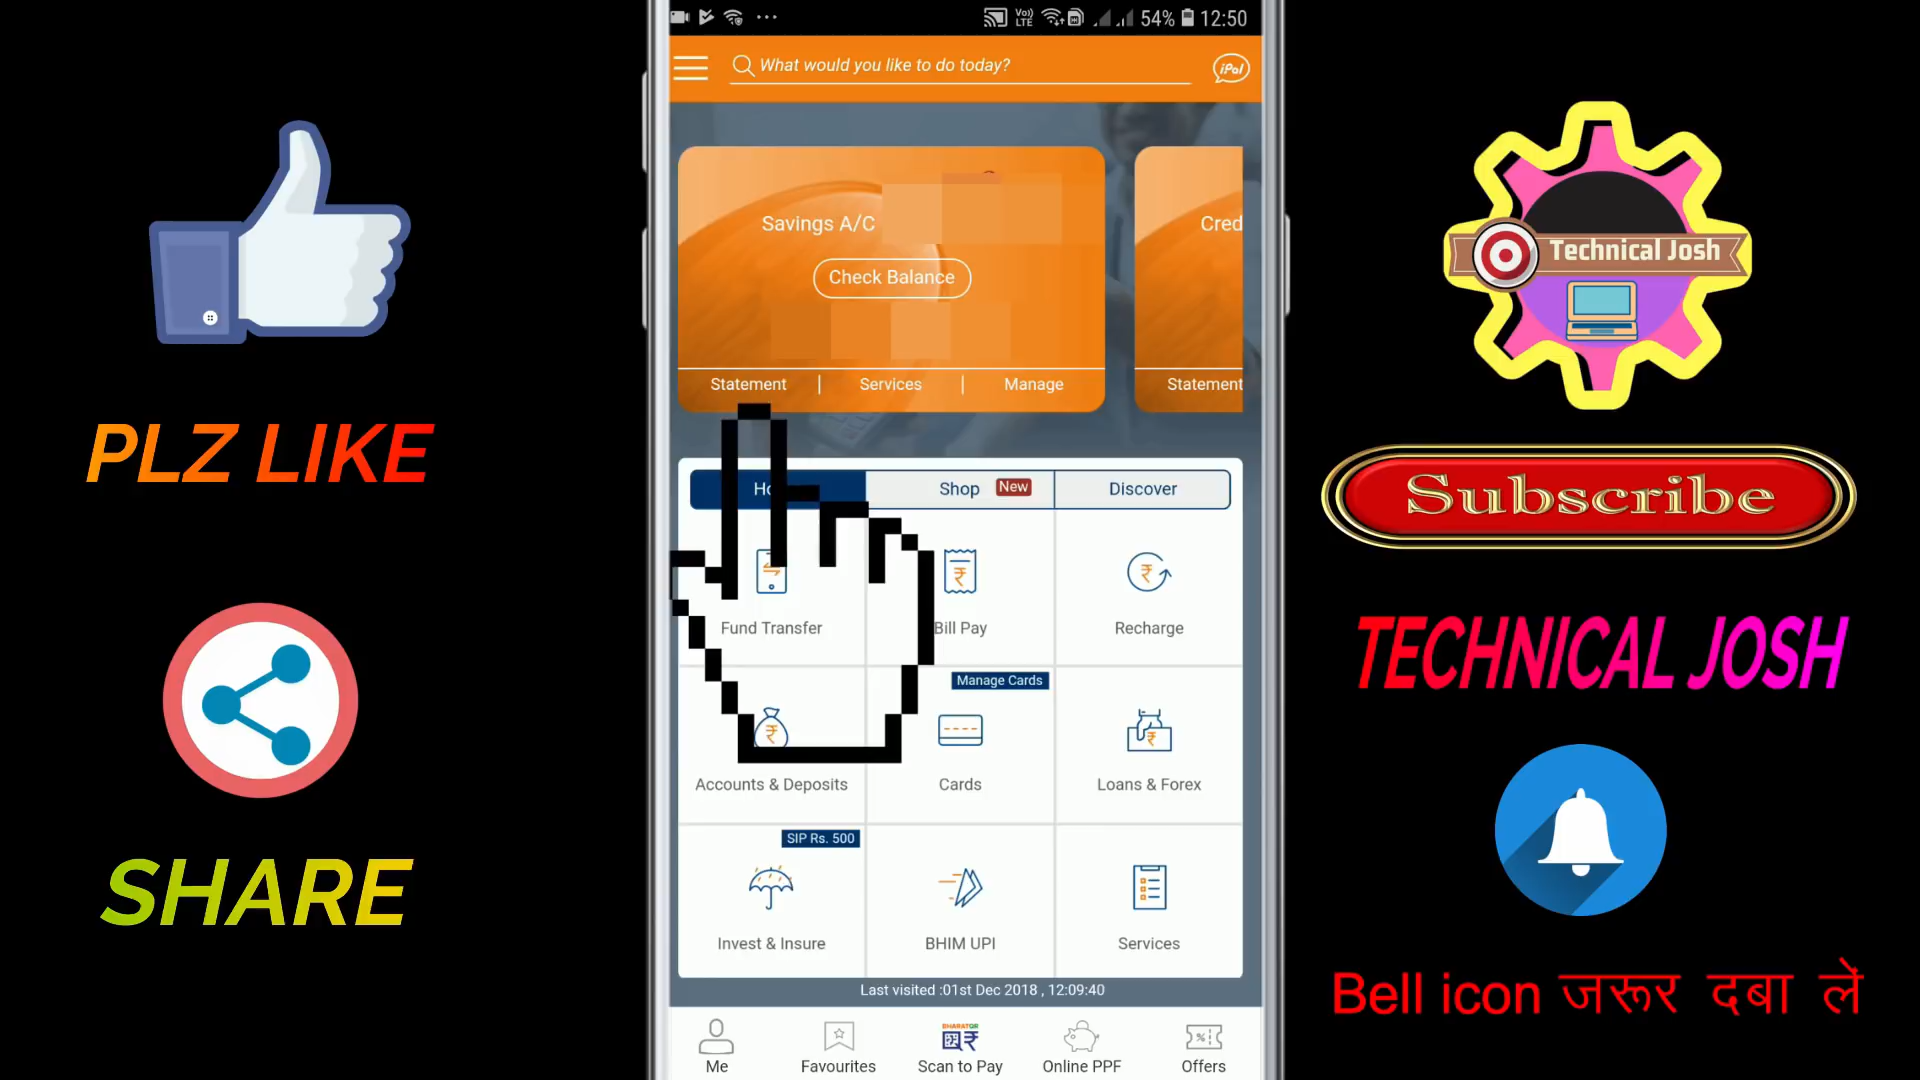 54% 12:50
What would you like to do today?
iPal
Savings A/C
Check Balance
Statement | Services | Manage
Cred
Statement
Shop New
Discover
Fund Transfer
Bill Pay
Recharge
Manage Cards
Accounts & Deposits
Cards
Loans & Forex
SIP Rs. 500
Invest & Insure
BHIM UPI
Services
Last visited :01st Dec 2018 , 12:09:40
Me
Favourites
BHARATQR
Scan to Pay
Online PPF
Offers
PLZ LIKE
SHARE
Technical Josh
Subscribe
TECHNICAL JOSH
Bell icon जरूर दबा लें